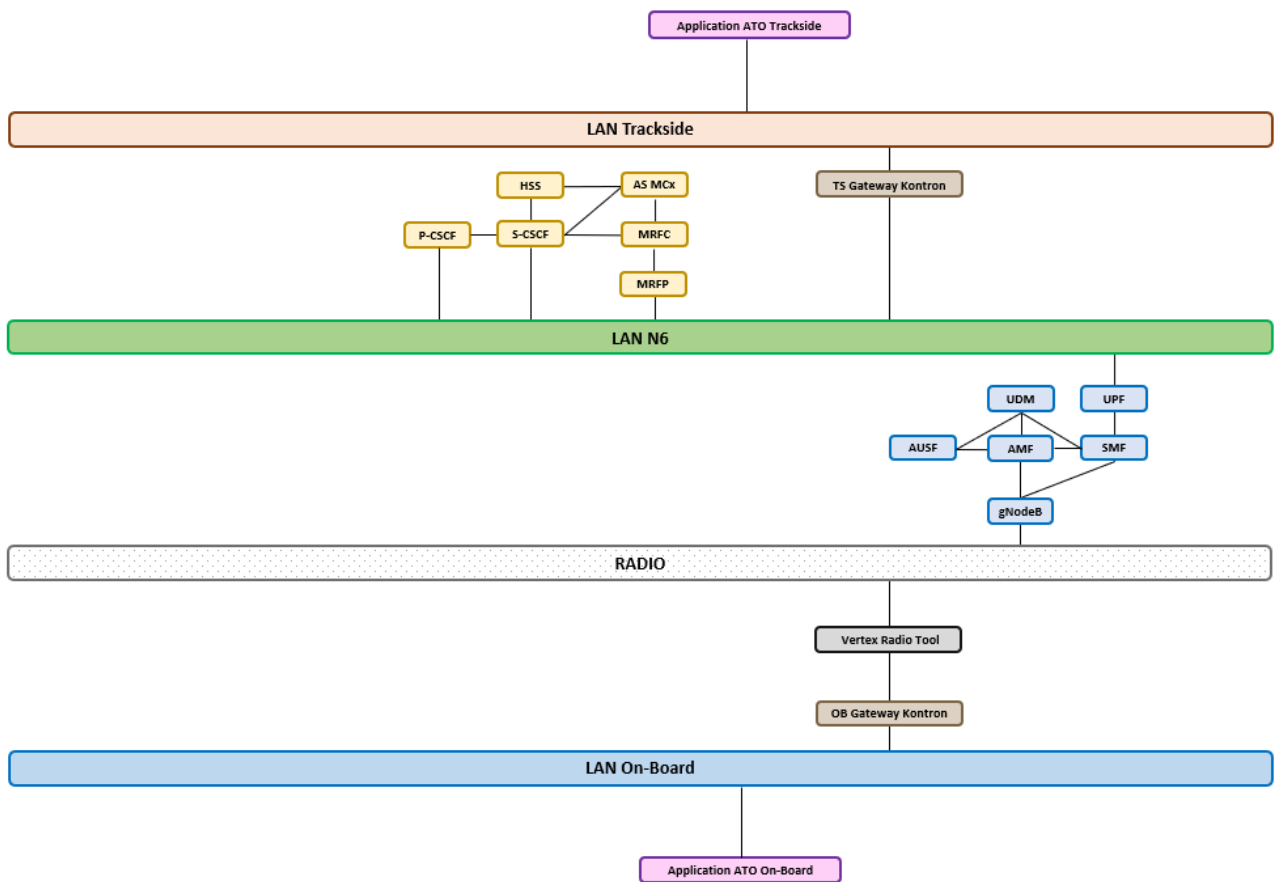 Application ATO Trackside
LAN Trackside
HSS
AS MCx
TS Gateway Kontron
P-CSCF
S-CSCF
MRFC
MRFP
LAN N6
UDM
UPF
AUSF
AMF
SMF
gNodeB
RADIO
Vertex Radio Tool
OB Gateway Kontron
LAN On-Board
Application ATO On-Board